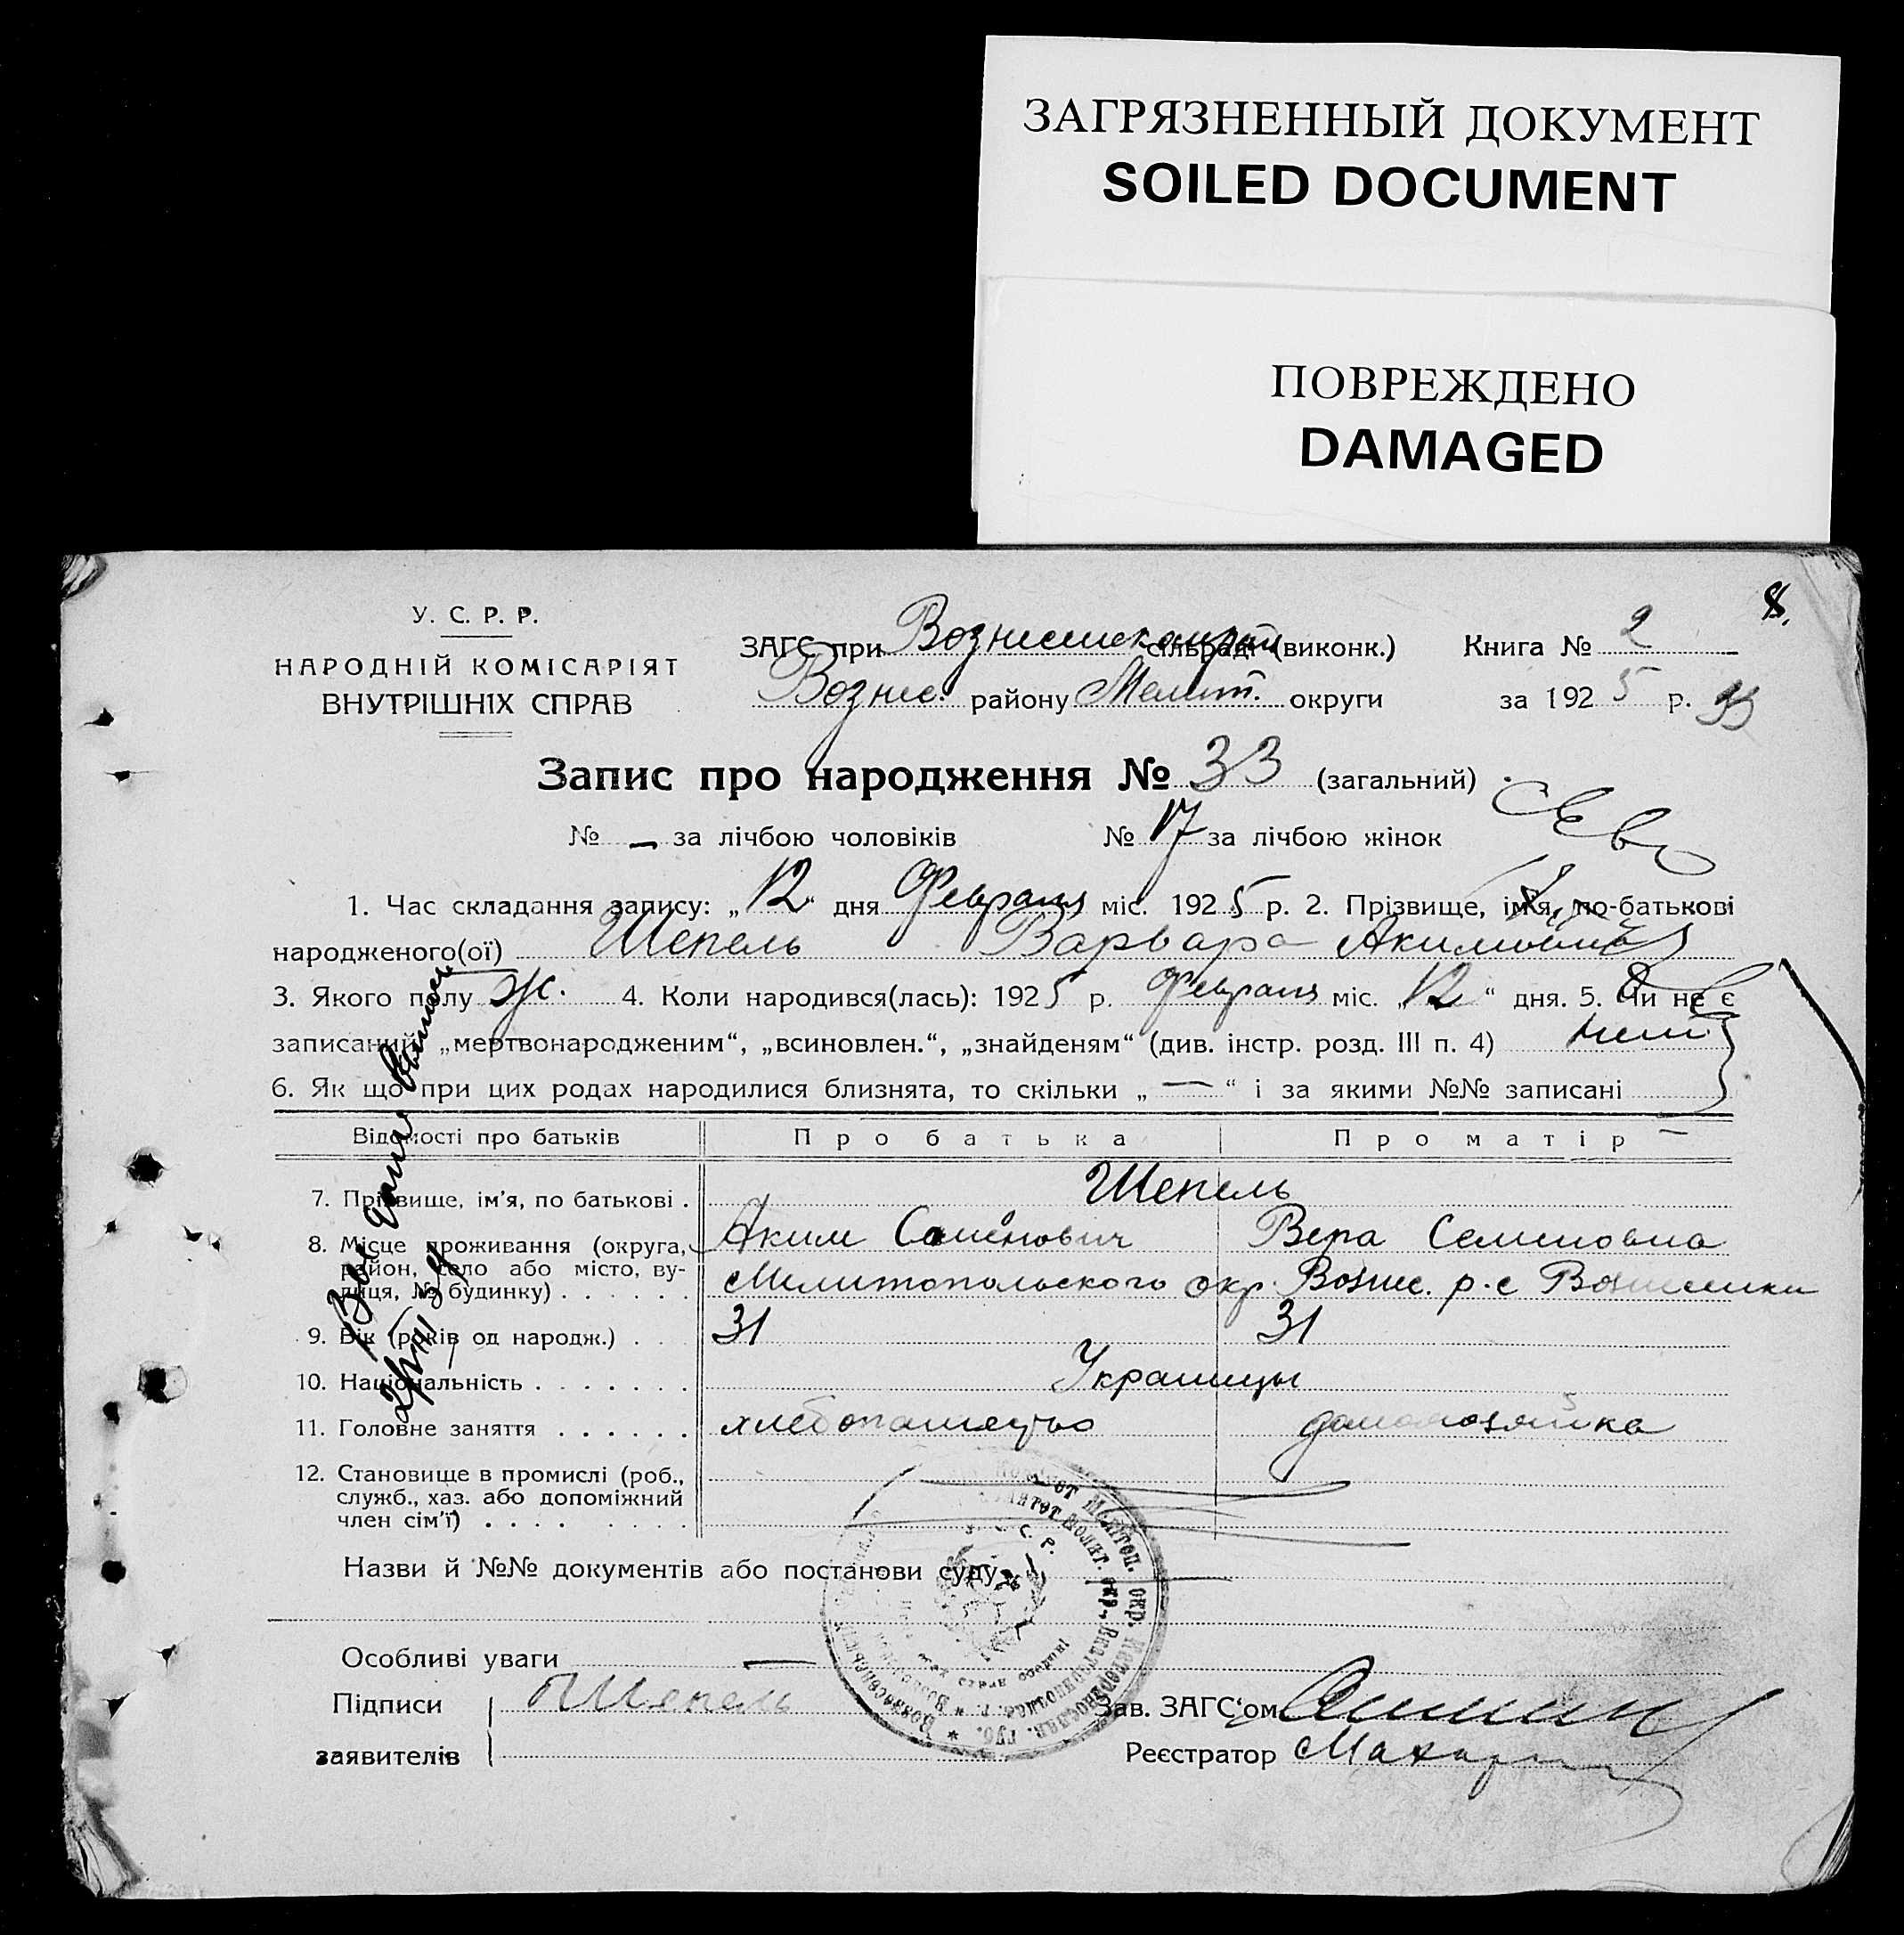 ЗАГРЯЗНЕННЫЙ ДОКУМЕНТ
SOILED DOCUMENT
ПОВРЕЖДЕНО
DAMAGED
8.
У. С. Р. Р.
НАРОДНІЙ КОМІСАРІЯТ
ВНУТРІШНІХ СПРАВ
ЗАГС при сільраді (виконк.) Книга № 2
Вознес. району Мелит. округи за 1925 р. 33
Запис про народження № 33 (загальний)
№ — за лічбою чоловіків № 17 за лічбою жінок
1. Час складання запису: „12“ дня Февраля міс. 1925 р. 2. Прізвище, ім'я, по-батькові
народженого(ої) Шепель Варвара Акимовна
3. Якого полу ж. 4. Коли народився(лась): 1925 р. Февраля міс. „12“ дня. 5. Чи не є
записаний „мертвонародженим“, „всиновлен.“, „знайденям“ (див. інстр. розд. III п. 4) нет
6. Як що при цих родах народилися близнята, то скільки „—“ і за якими №№ записані
Відомості про батьків Про батька Про матір —
7. Прізвище, ім'я, по батькові . Шепель
Аким Семёнович Вера Семеновна
8. Місце проживання (округа,
район, село або місто, ву-
лиця, № будинку) . . . . . . Мелитопольского окр. Вознес. р. с Вознесенки
9. Вік (років од народж.) . . . 31 31
10. Національність . . . . . . . Украинцы
11. Головне заняття . . . . . . хлебопашество домохозяйка
12. Становище в промислі (роб.,
служб., хаз. або допоміжний
член сім'ї) . . . .
Назви й №№ документів або постанови суду
Особливі уваги —
Підписи Шепель Зав. ЗАГС'ом
заявителів Реєстратор